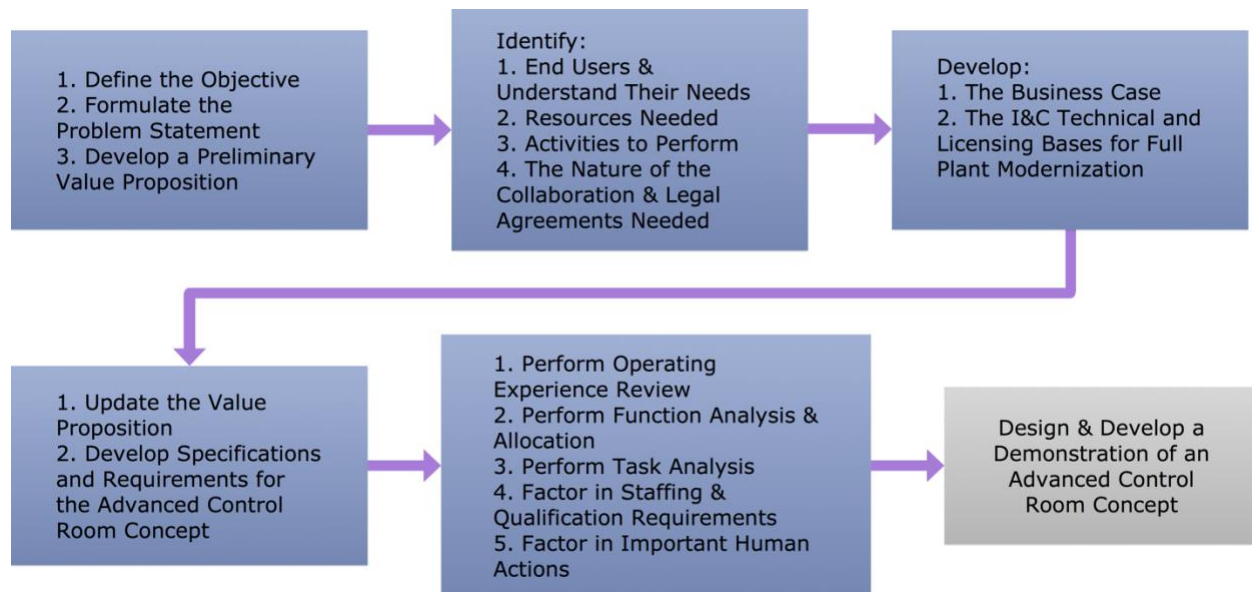 1. Define the Objective
2. Formulate the
Problem Statement
3. Develop a Preliminary
Value Proposition
Identify:
1. End Users &
Understand Their Needs
2. Resources Needed
3. Activities to Perform
4. The Nature of the
Collaboration & Legal
Agreements Needed
Develop:
1. The Business Case
2. The I&C Technical and
Licensing Bases for Full
Plant Modernization
1. Update the Value
Proposition
2. Develop Specifications
and Requirements for
the Advanced Control
Room Concept
1. Perform Operating
Experience Review
2. Perform Function Analysis &
Allocation
3. Perform Task Analysis
4. Factor in Staffing &
Qualification Requirements
5. Factor in Important Human
Actions
Design & Develop a
Demonstration of an
Advanced Control
Room Concept